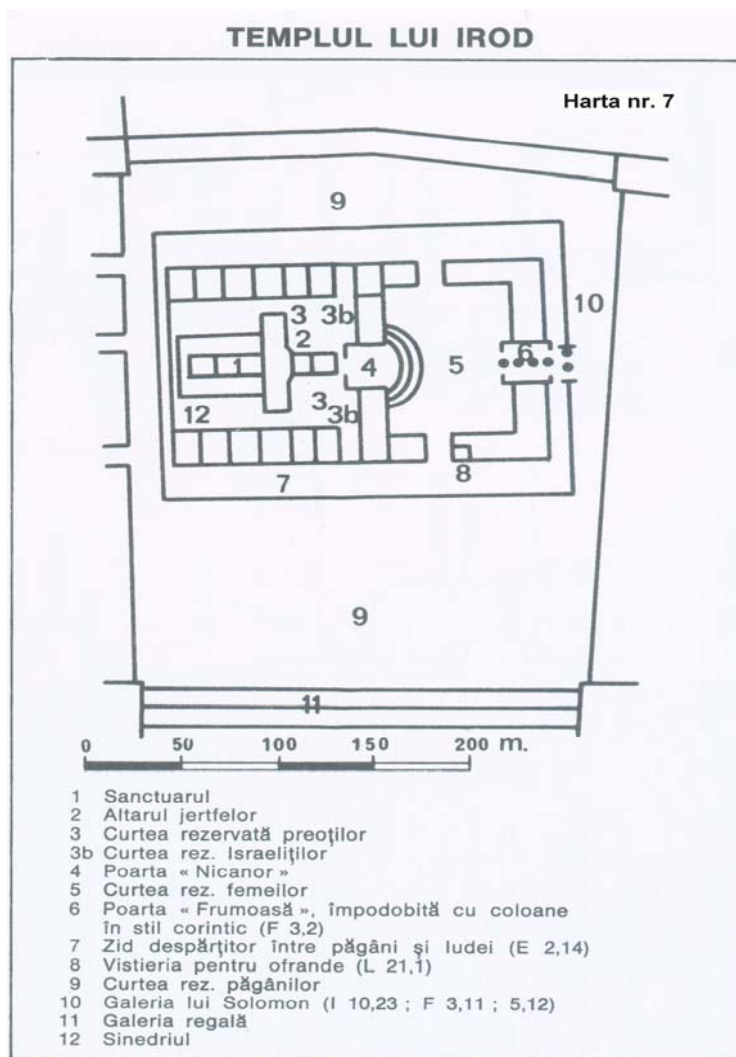 TEMPLUL LUI IROD
Harta nr. 7
9
10
3 3b
2
1
4
5
6
3
3b
12
7
8
9
11
0 50 100 150 200 m.
1 Sanctuarul
2 Altarul jertfelor
3 Curtea rezervată preoţilor
3b Curtea rez. Israeliţilor
4 Poarta « Nicanor »
5 Curtea rez. femeilor
6 Poarta « Frumoasă », împodobită cu coloane
în stil corintic (F 3,2)
7 Zid despărţitor între păgâni şi Iudei (E 2,14)
8 Vistieria pentru ofrande (L 21,1)
9 Curtea rez. păgânilor
10 Galeria lui Solomon (I 10,23 ; F 3,11 ; 5,12)
11 Galeria regală
12 Sinedriul